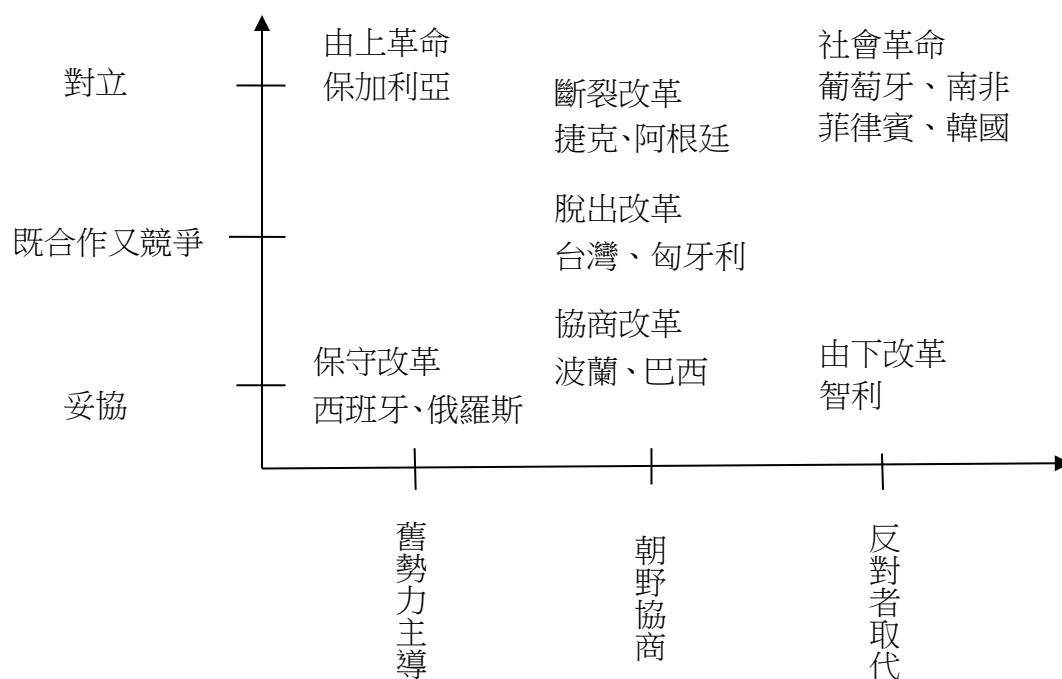 由上革命
保加利亞
社會革命
葡萄牙、南非
菲律賓、韓國
對立
斷裂改革
捷克、阿根廷
脫出改革
台灣、匈牙利
既合作又競爭
協商改革
波蘭、巴西
保守改革
西班牙、俄羅斯
由下改革
智利
妥協
舊勢力主導
朝野協商
反對者取代